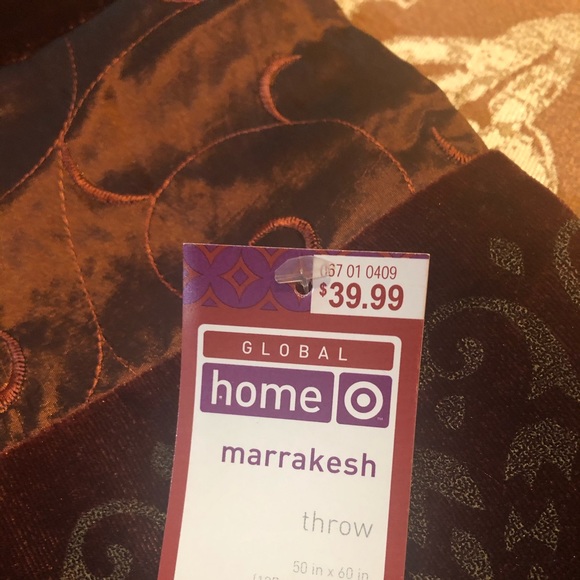 067 01 0409
$39.99
GLOBAL
home
marrakesh
throw
50 in x 60 in